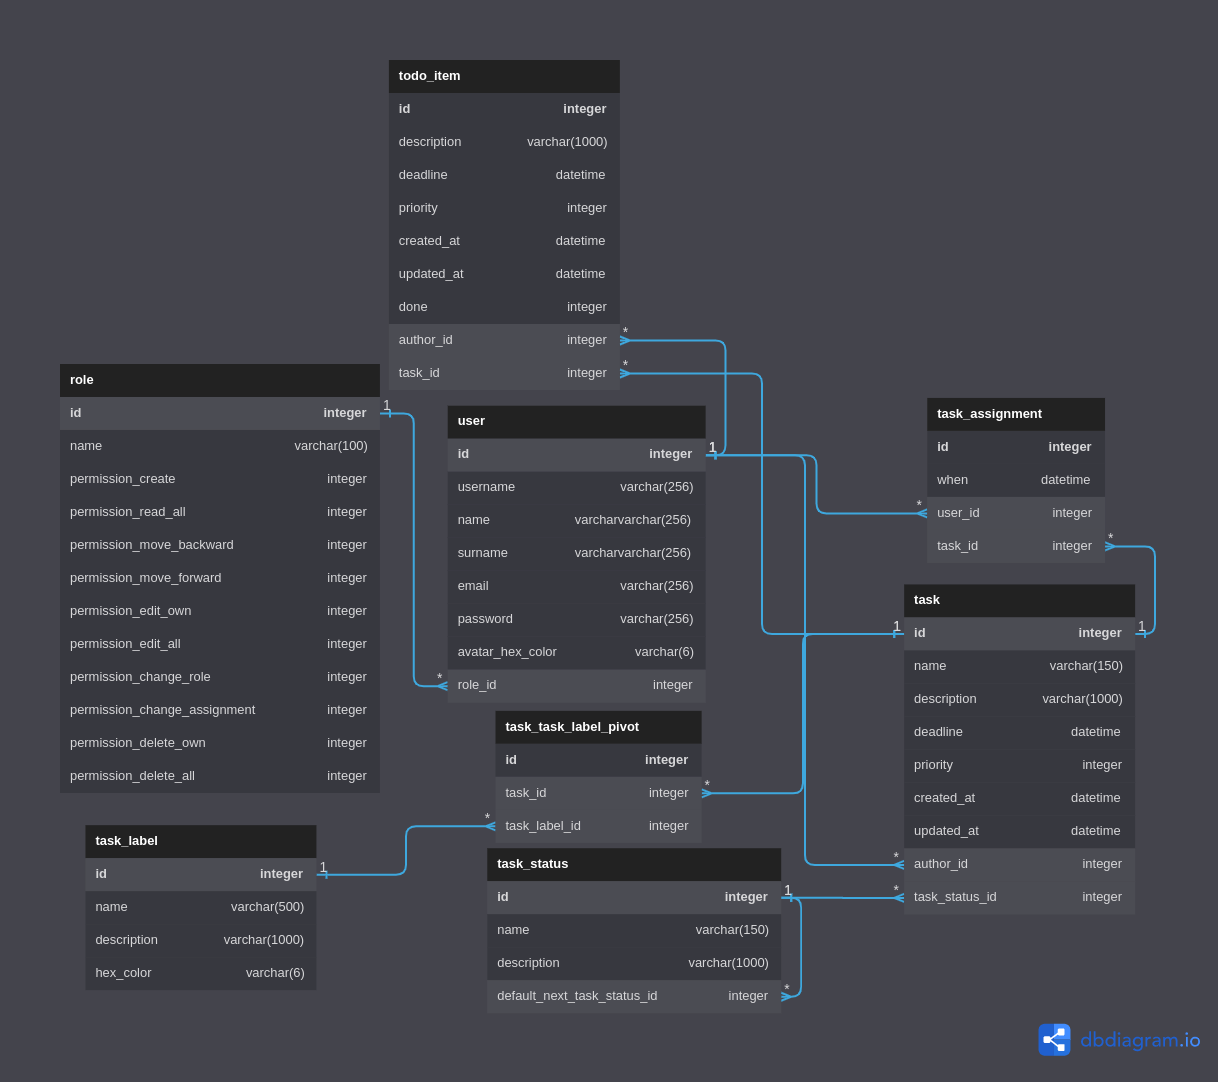 todo_item
id integer
description varchar(1000)
deadline datetime
priority integer
created_at datetime
updated_at datetime
done integer
author_id integer *
task_id integer *
role
id integer 1
name varchar(100)
permission_create integer
permission_read_all integer
permission_move_backward integer
permission_move_forward integer
permission_edit_own integer
permission_edit_all integer
permission_change_role integer
permission_change_assignment integer
permission_delete_own integer
permission_delete_all integer
user
id integer 1
username varchar(256)
name varcharvarchar(256)
surname varcharvarchar(256)
email varchar(256)
password varchar(256)
avatar_hex_color varchar(6)
* role_id integer
task_assignment
id integer
when datetime
* user_id integer
task_id integer *
task
1 id integer 1
name varchar(150)
description varchar(1000)
deadline datetime
priority integer
created_at datetime
updated_at datetime
* author_id integer
* task_status_id integer
task_task_label_pivot
id integer
task_id integer *
* task_label_id integer
task_label
id integer 1
name varchar(500)
description varchar(1000)
hex_color varchar(6)
task_status
id integer 1
name varchar(150)
description varchar(1000)
default_next_task_status_id integer *
dbdiagram.io